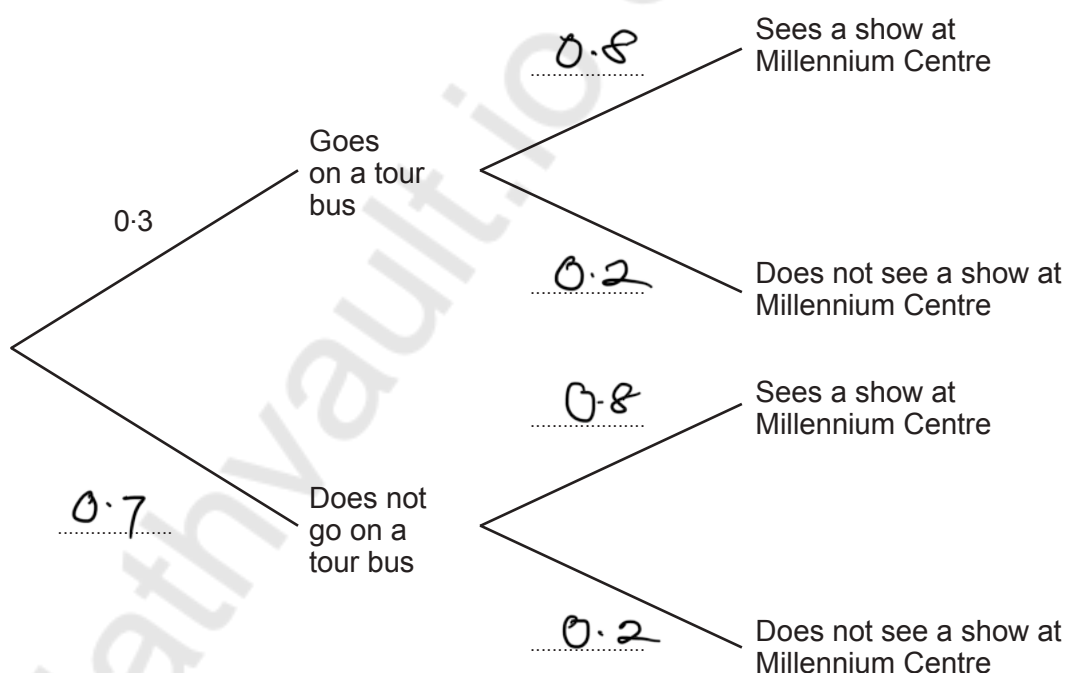 0.8
Sees a show at
Millennium Centre
Goes
on a tour
bus
0·3
0.2
Does not see a show at
Millennium Centre
0.8
Sees a show at
Millennium Centre
0.7
Does not
go on a
tour bus
0.2
Does not see a show at
Millennium Centre
athvault.io